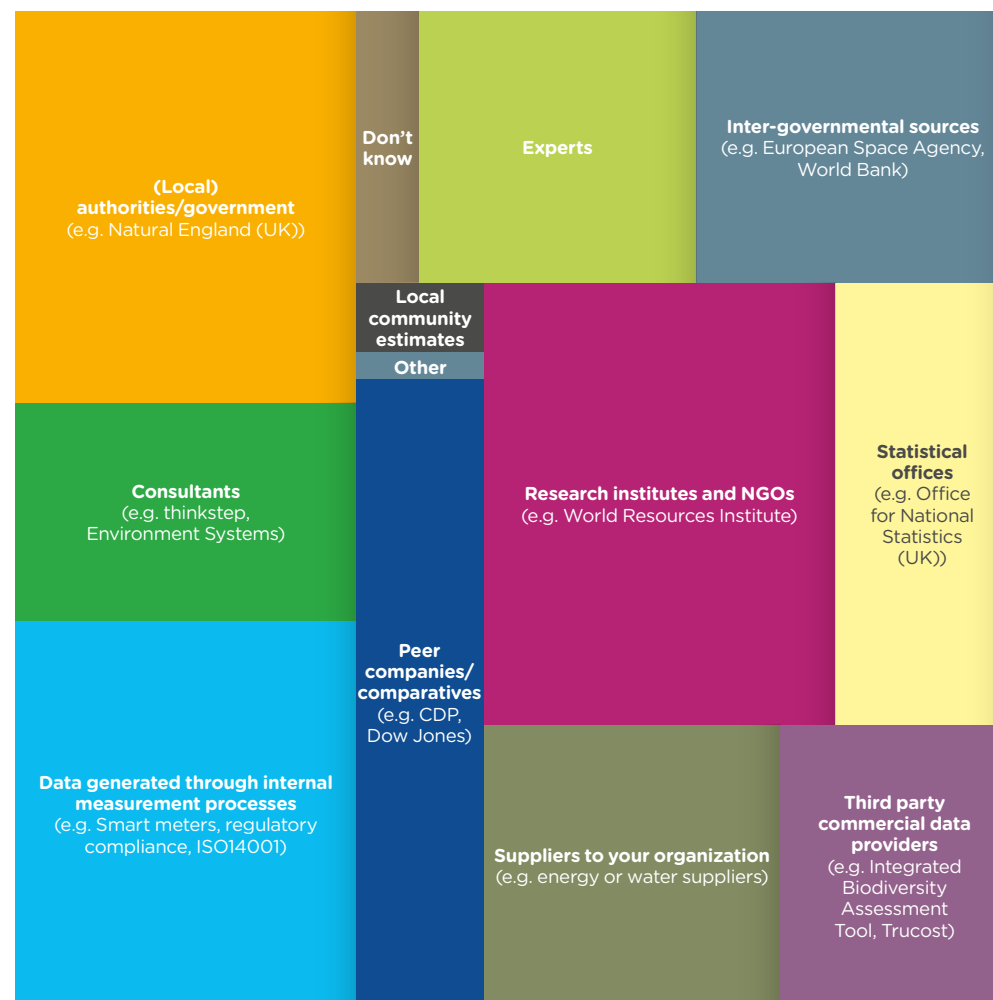 (Local)
authorities/government
(e.g. Natural England (UK))
Don’t
know
Experts
Inter-governmental sources
(e.g. European Space Agency,
World Bank)
Local
community
estimates
Other
Consultants
(e.g. thinkstep,
Environment Systems)
Research institutes and NGOs
(e.g. World Resources Institute)
Statistical
offices
(e.g. Office
for National
Statistics
(UK))
Peer
companies/
comparatives
(e.g. CDP,
Dow Jones)
Data generated through internal
measurement processes
(e.g. Smart meters, regulatory
compliance, ISO14001)
Suppliers to your organization
(e.g. energy or water suppliers)
Third party
commercial data
providers
(e.g. Integrated
Biodiversity
Assessment
Tool, Trucost)